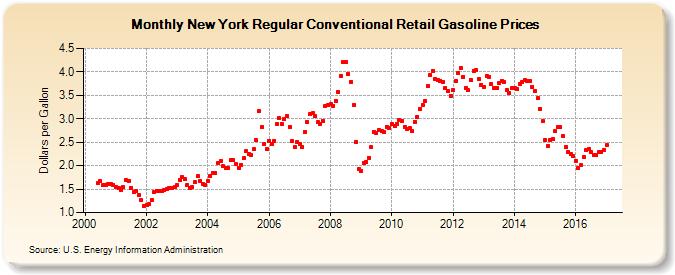 Monthly New York Regular Conventional Retail Gasoline Prices
Dollars per Gallon
4.5
4.0
3.5
3.0
2.5
2.0
1.5
1.0
2000 2002 2004 2006 2008 2010 2012 2014 2016
Source: U.S. Energy Information Administration